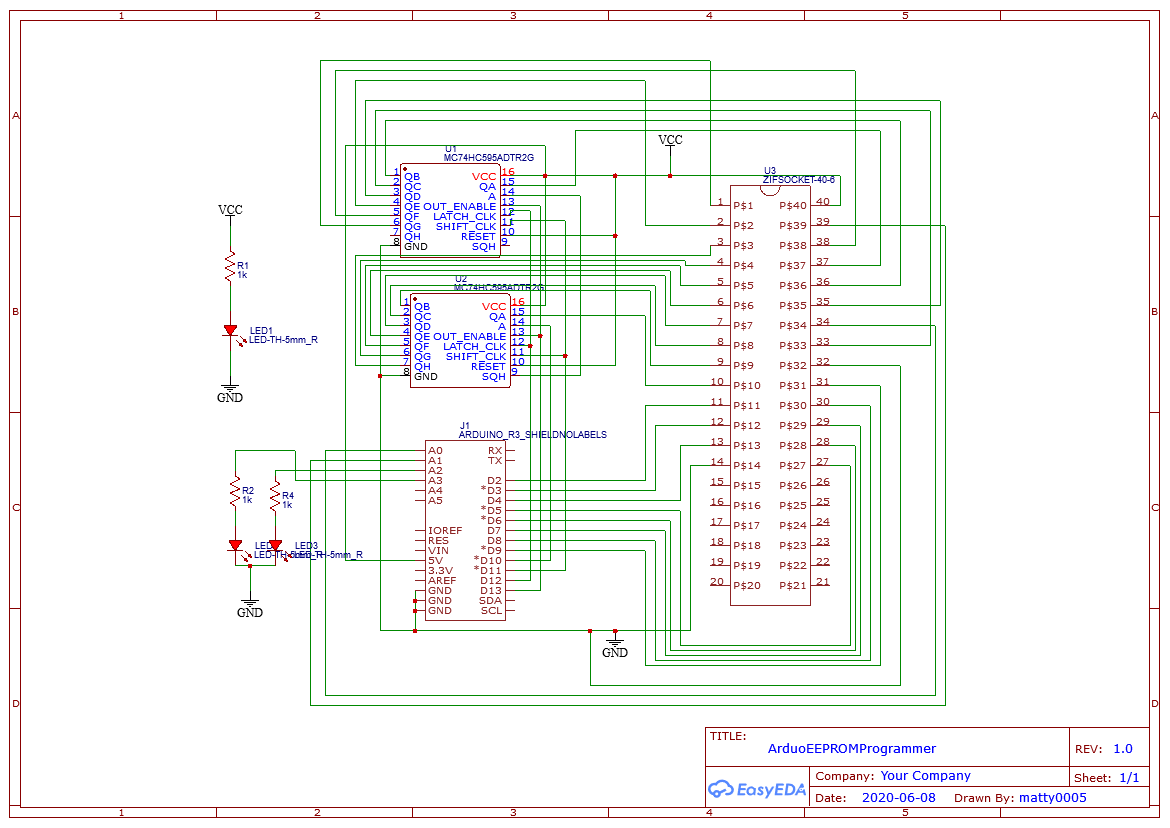 1 2 3 4 5
A A
B B
C C
D D
1 2 3 4 5
VCC
R1
1k
LED1
LED-TH-5mm_R
GND
U1
MC74HC595ADTR2G
1 QB VCC 16
2 QC QA 15
3 QD A 14
4 QE OUT_ENABLE 13
5 QF LATCH_CLK 12
6 QG SHIFT_CLK 11
7 QH RESET 10
8 GND SQH 9
U2
MC74HC595ADTR2G
1 QB VCC 16
2 QC QA 15
3 QD A 14
4 QE OUT_ENABLE 13
5 QF LATCH_CLK 12
6 QG SHIFT_CLK 11
7 QH RESET 10
8 GND SQH 9
VCC
U3
ZIFSOCKET-40-6
1 P$1 P$40 40
2 P$2 P$39 39
3 P$3 P$38 38
4 P$4 P$37 37
5 P$5 P$36 36
6 P$6 P$35 35
7 P$7 P$34 34
8 P$8 P$33 33
9 P$9 P$32 32
10 P$10 P$31 31
11 P$11 P$30 30
12 P$12 P$29 29
13 P$13 P$28 28
14 P$14 P$27 27
15 P$15 P$26 26
16 P$16 P$25 25
17 P$17 P$24 24
18 P$18 P$23 23
19 P$19 P$22 22
20 P$20 P$21 21
J1
ARDUINO_R3_SHIELDNOLABELS
A0 RX
A1 TX
A2
A3 D2
A4 *D3
A5 D4
*D5
*D6
IOREF D7
RES D8
VIN *D9
5V *D10
3.3V *D11
AREF D12
GND D13
GND SDA
GND SCL
R2
1k
R4
1k
LED3
GND
GND
TITLE:
ArduoEEPROMProgrammer
REV: 1.0
EasyEDA
Company: Your Company
Sheet: 1/1
Date: 2020-06-08 Drawn By: matty0005